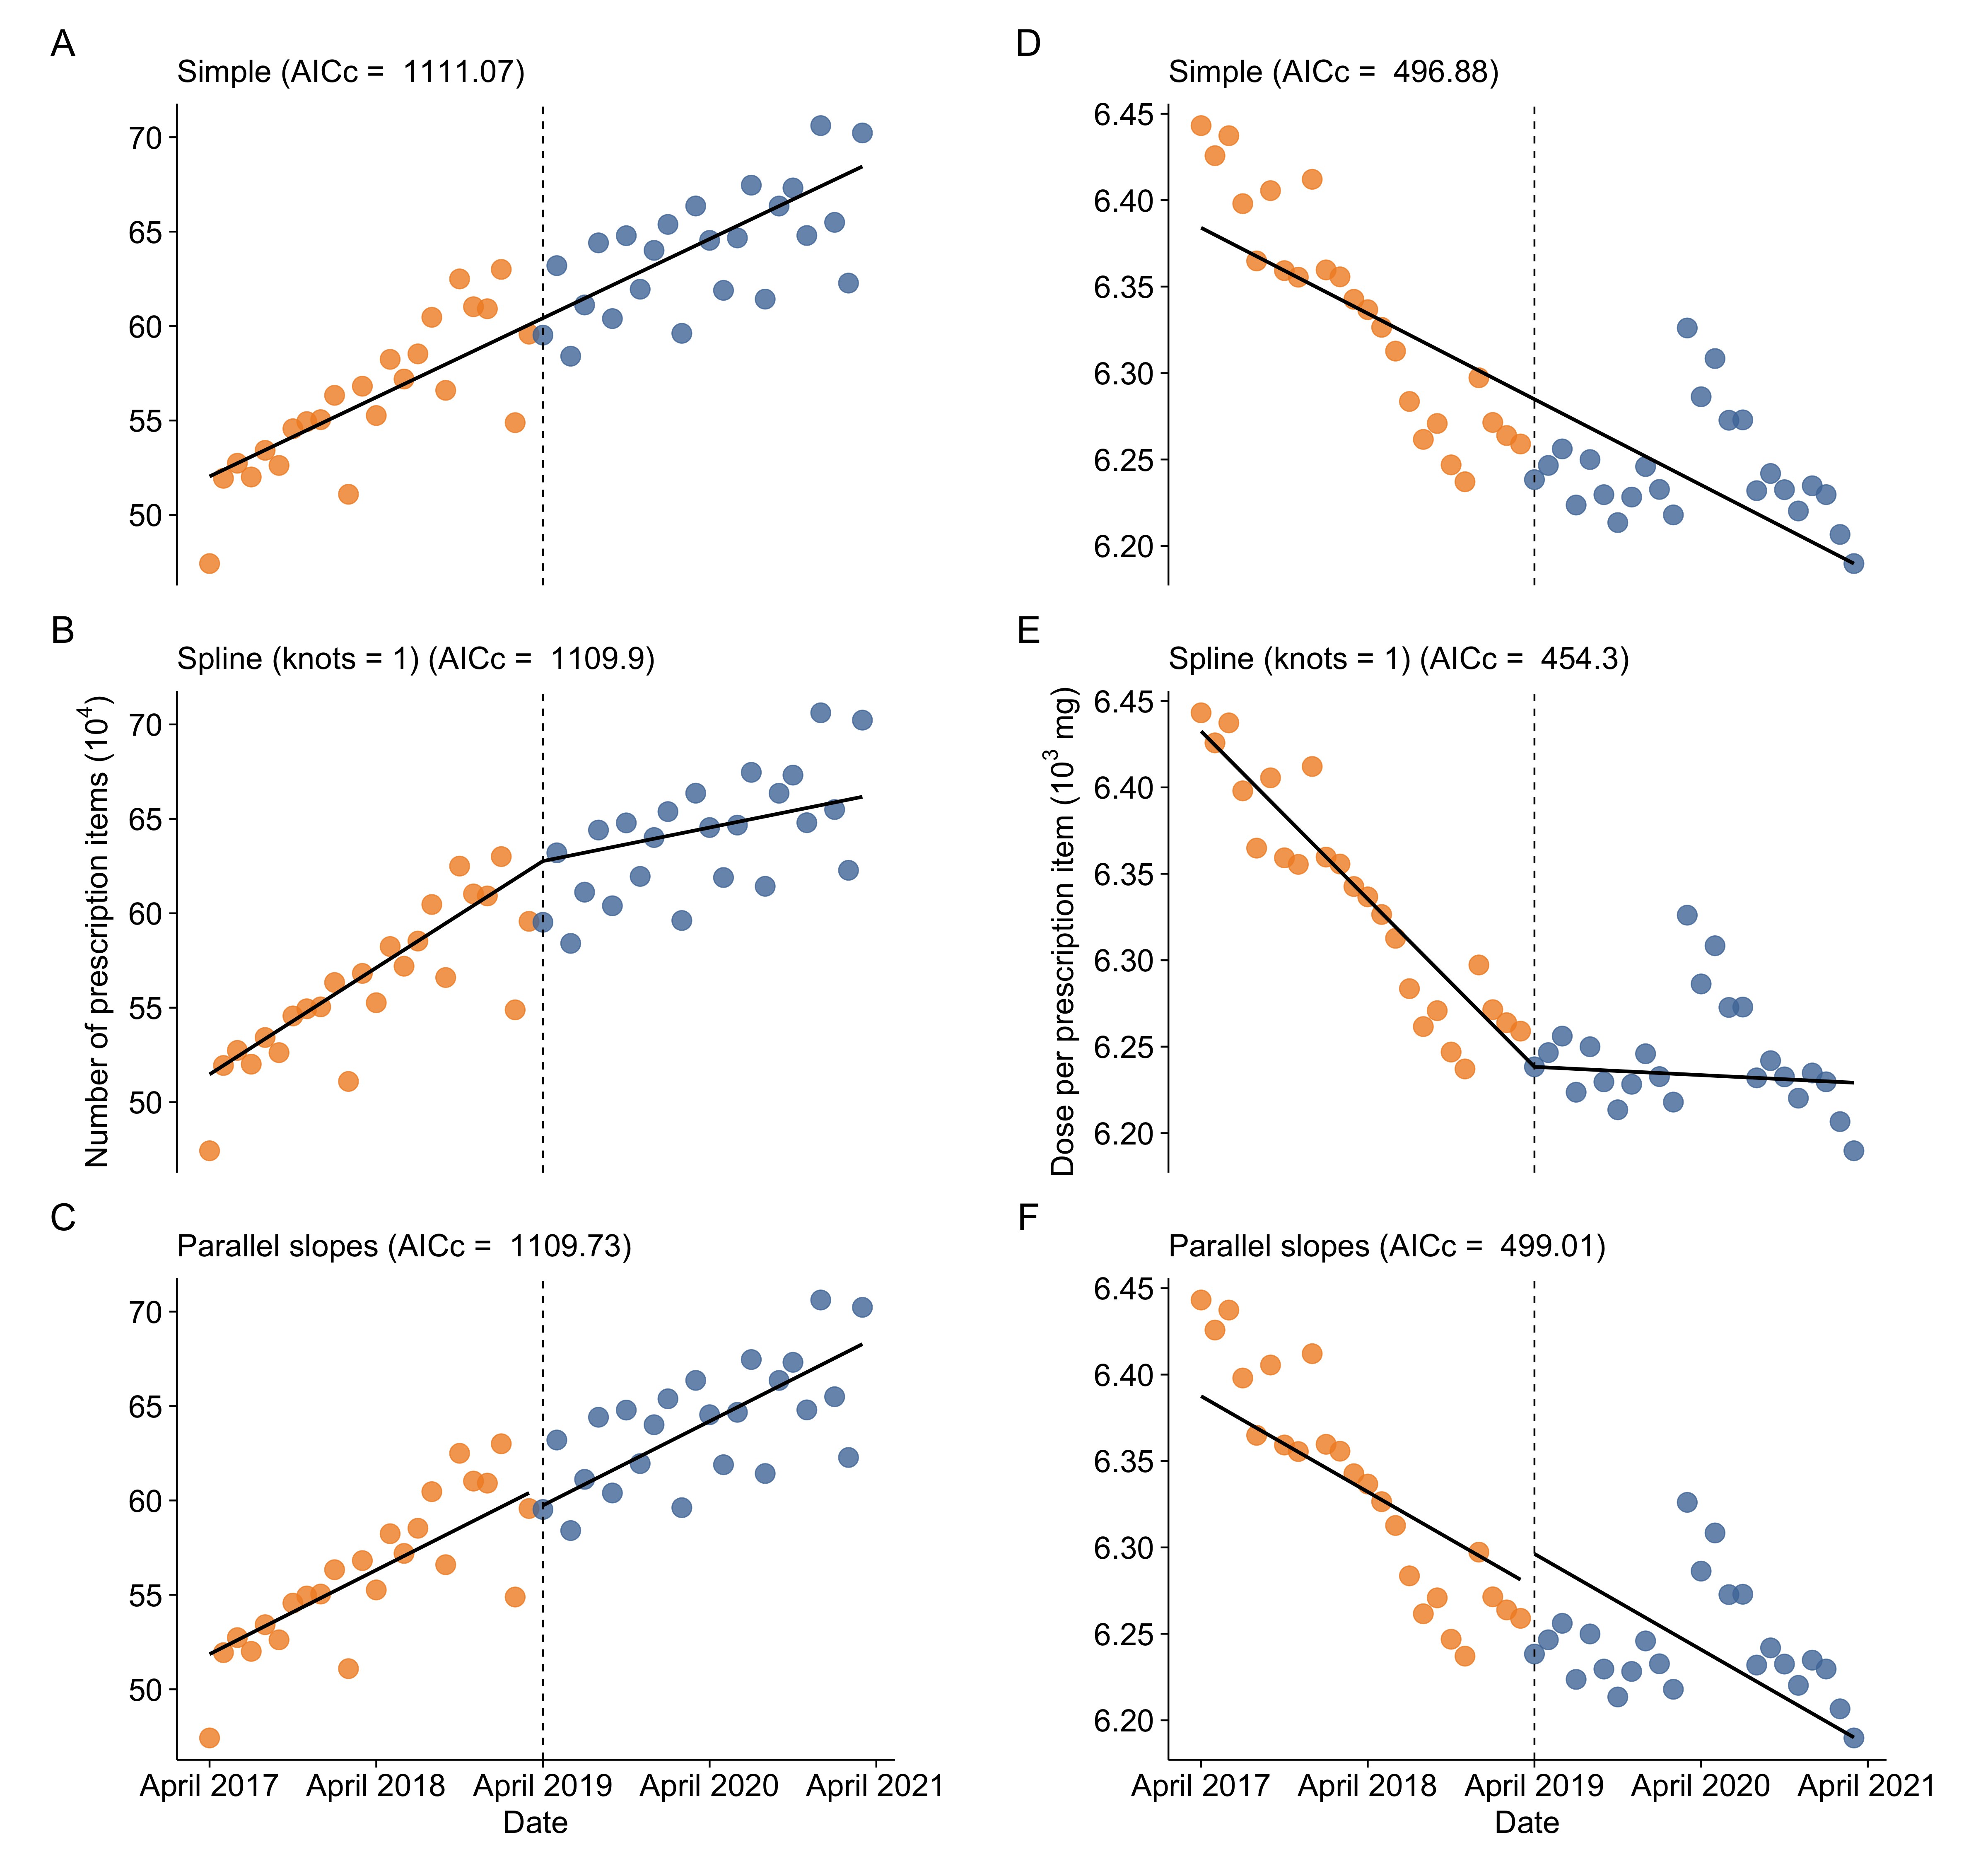 A
Simple (AICc =  1111.07)
70
65
60
55
50
B
Spline (knots = 1) (AICc =  1109.9)
Number of prescription items (10⁴)
70
65
60
55
50
C
Parallel slopes (AICc =  1109.73)
70
65
60
55
50
April 2017 April 2018 April 2019 April 2020 April 2021
Date
D
Simple (AICc =  496.88)
6.45
6.40
6.35
6.30
6.25
6.20
E
Spline (knots = 1) (AICc =  454.3)
Dose per prescription item (10³ mg)
6.45
6.40
6.35
6.30
6.25
6.20
F
Parallel slopes (AICc =  499.01)
6.45
6.40
6.35
6.30
6.25
6.20
April 2017 April 2018 April 2019 April 2020 April 2021
Date